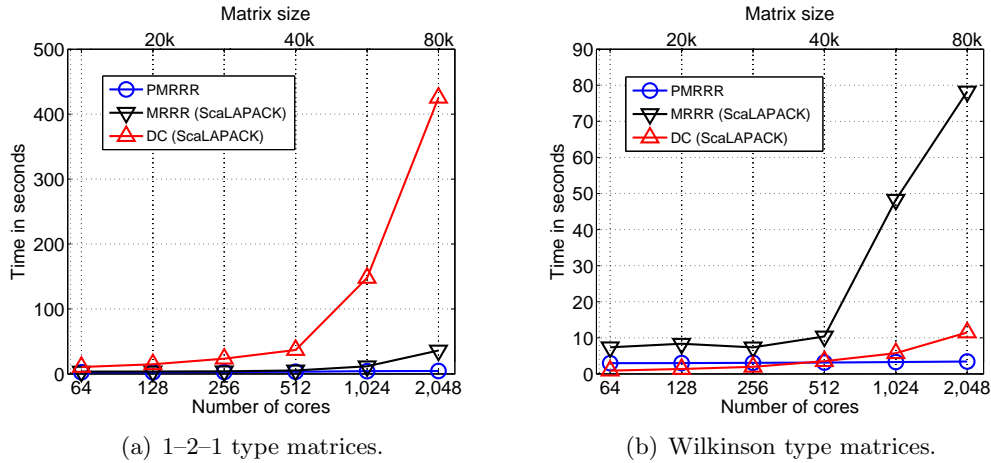 Matrix size
20k 40k 80k
500
400
300
200
100
0
Time in seconds
PMRRR
MRRR (ScaLAPACK)
DC (ScaLAPACK)
64 128 256 512 1,024 2,048
Number of cores
(a) 1–2–1 type matrices.
Matrix size
20k 40k 80k
90
80
70
60
50
40
30
20
10
0
Time in seconds
PMRRR
MRRR (ScaLAPACK)
DC (ScaLAPACK)
64 128 256 512 1,024 2,048
Number of cores
(b) Wilkinson type matrices.